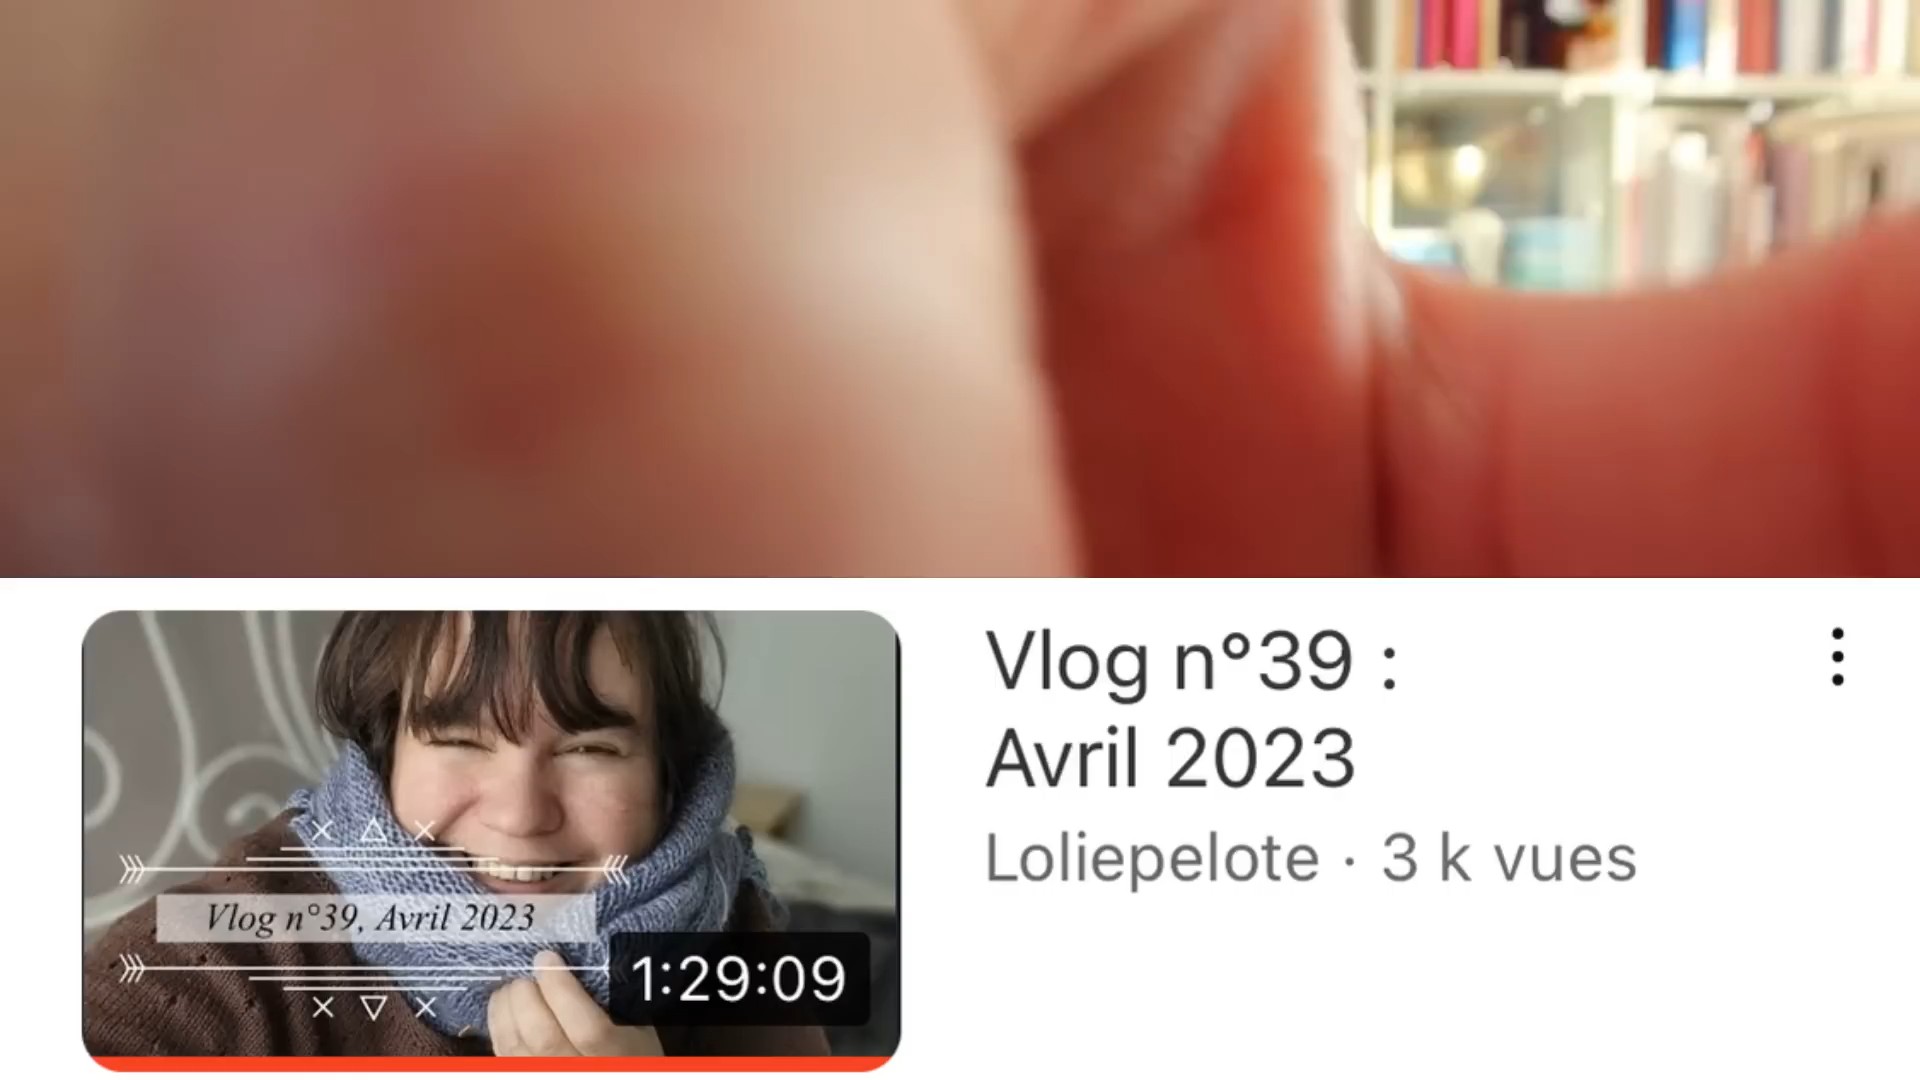 Vlog n°39 :
Avril 2023
Loliepelote · 3 k vues
Vlog n°39, Avril 2023
1:29:09